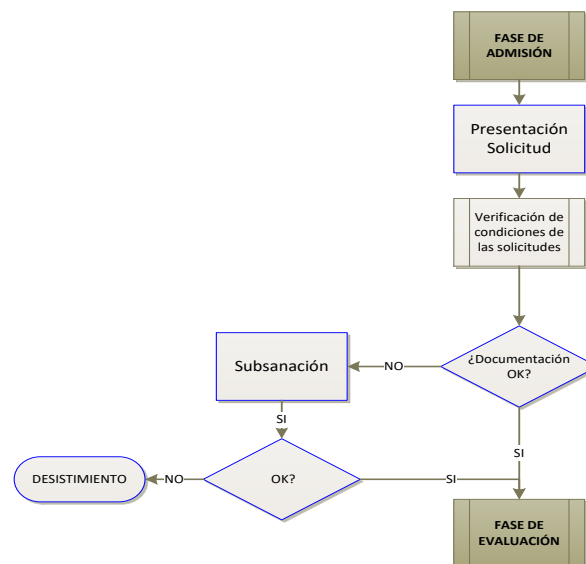 FASE DE
ADMISIÓN
Presentación
Solicitud
Verificación de
condiciones de
las solicitudes
¿Documentación
OK?
NO
Subsanación
SI
SI
OK?
NO
DESISTIMIENTO
SI
FASE DE
EVALUACIÓN